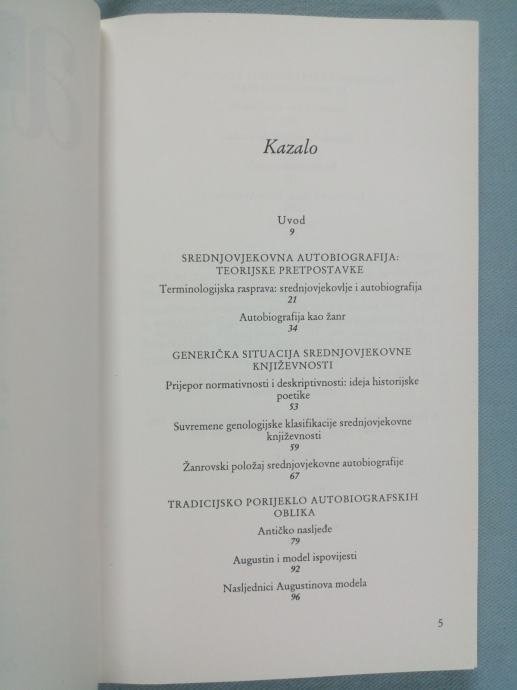 Kazalo
Uvod
9
SREDNJOVJEKOVNA AUTOBIOGRAFIJA:
TEORIJSKE PRETPOSTAVKE
Terminologijska rasprava: srednjovjekovlje i autobiografija
21
Autobiografija kao žanr
34
GENERIČKA SITUACIJA SREDNJOVJEKOVNE
KNJIŽEVNOSTI
Prijepor normativnosti i deskriptivnosti: ideja historijske
poetike
53
Suvremene genologijske klasifikacije srednjovjekovne
književnosti
59
Žanrovski položaj srednjovjekovne autobiografije
67
TRADICIJSKO PORIJEKLO AUTOBIOGRAFSKIH
OBLIKA
Antičko nasljeđe
79
Augustin i model ispovijesti
92
Nasljednici Augustinova modela
96
5